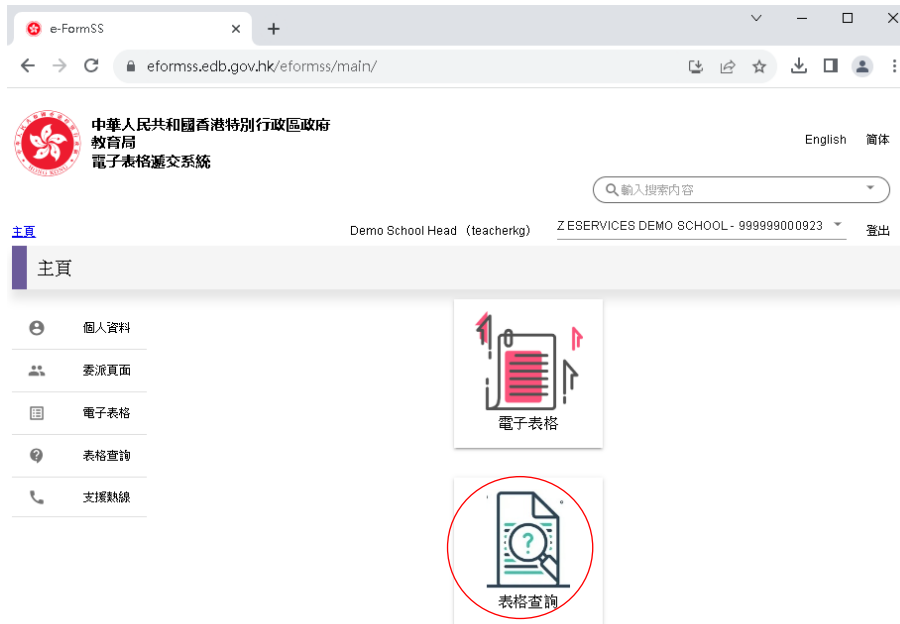 e-FormSS
eformss.edb.gov.hk/eformss/main/
中華人民共和國香港特別行政區政府
教育局
電子表格遞交系統
English 简体
輸入搜索内容
主頁 Demo School Head (teacherkg) Z ESERVICES DEMO SCHOOL - 999999000923 登出
主頁
個人資料
委派頁面
電子表格
表格查詢
支援熱線
電子表格
?
表格查詢